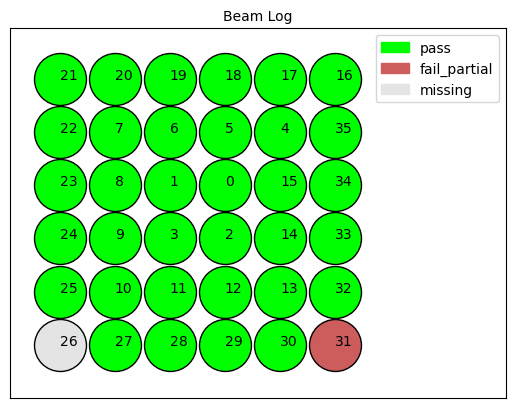 Beam Log
21 20 19 18 17 16
22 7 6 5 4 35
23 8 1 0 15 34
24 9 3 2 14 33
25 10 11 12 13 32
26 27 28 29 30 31
pass
fail_partial
missing